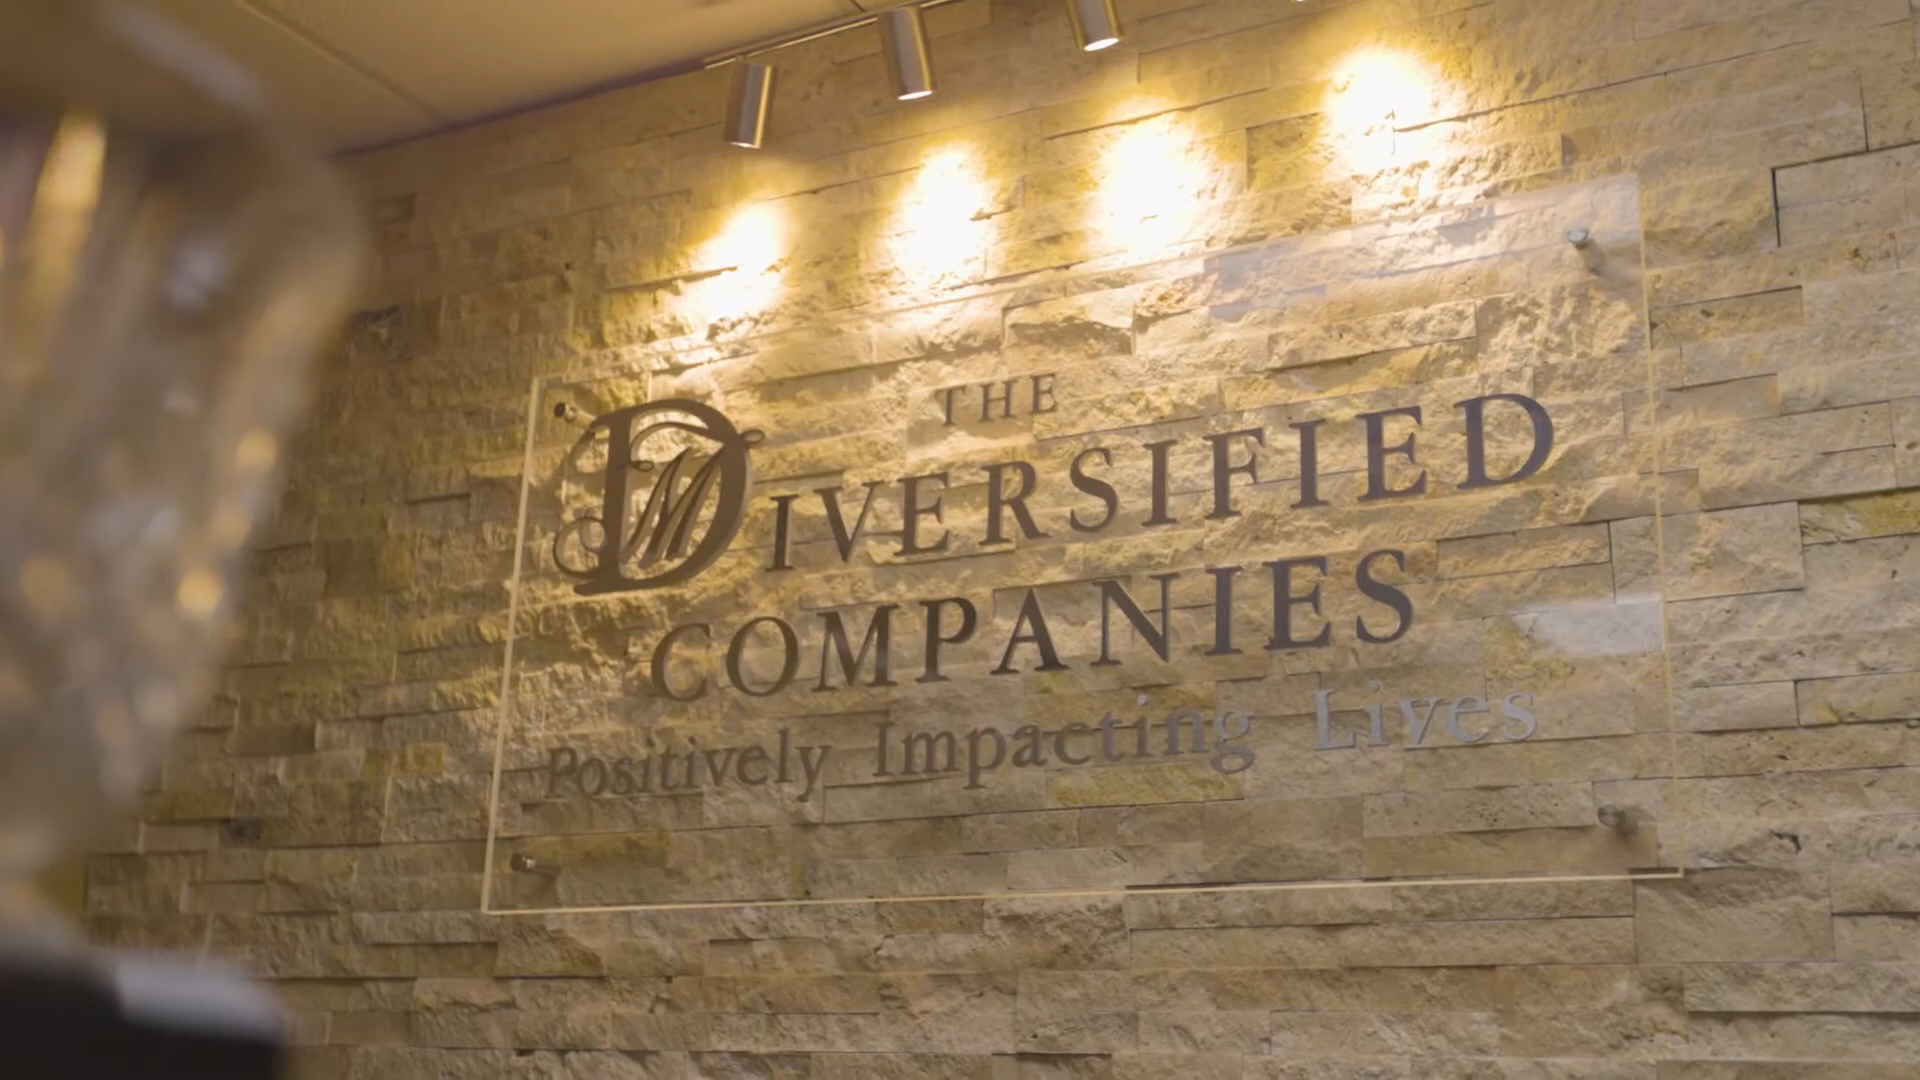 THE
DIVERSIFIED
M
COMPANIES
Positively Impacting Lives